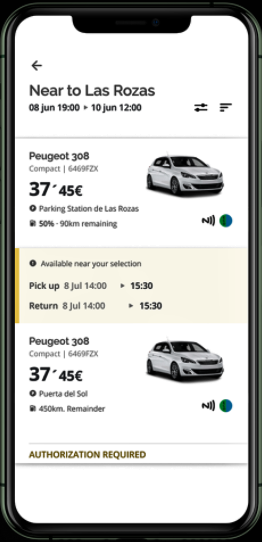 Near to Las Rozas
08 jun 19:00 ▸ 10 jun 12:00
Peugeot 308
Compact | 6469FZX
37´45€
Parking Station de Las Rozas
50% · 90km remaining
Available near your selection
Pick up 8 Jul 14:00 ▸ 15:30
Return 8 Jul 14:00 ▸ 15:30
Peugeot 308
Compact | 6469FZX
37´45€
Puerta del Sol
450km. Remainder
AUTHORIZATION REQUIRED